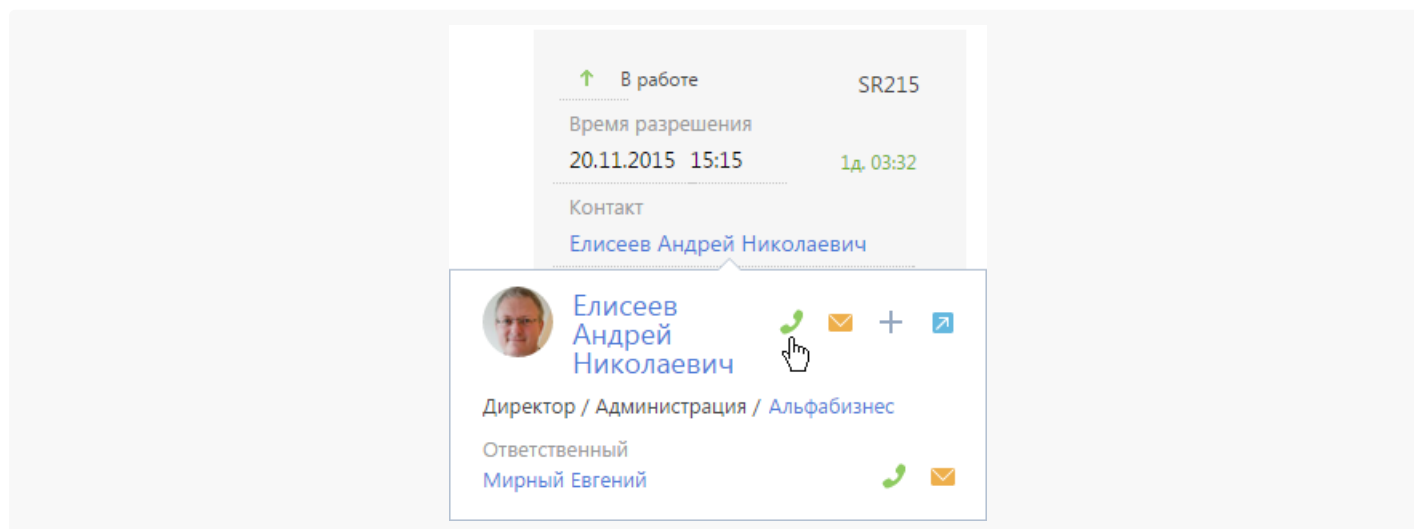 В работе SR215
Время разрешения
20.11.2015 15:15 1д. 03:32
Контакт
Елисеев Андрей Николаевич
Елисеев
Андрей
Николаевич
Директор / Администрация / Альфабизнес
Ответственный
Мирный Евгений